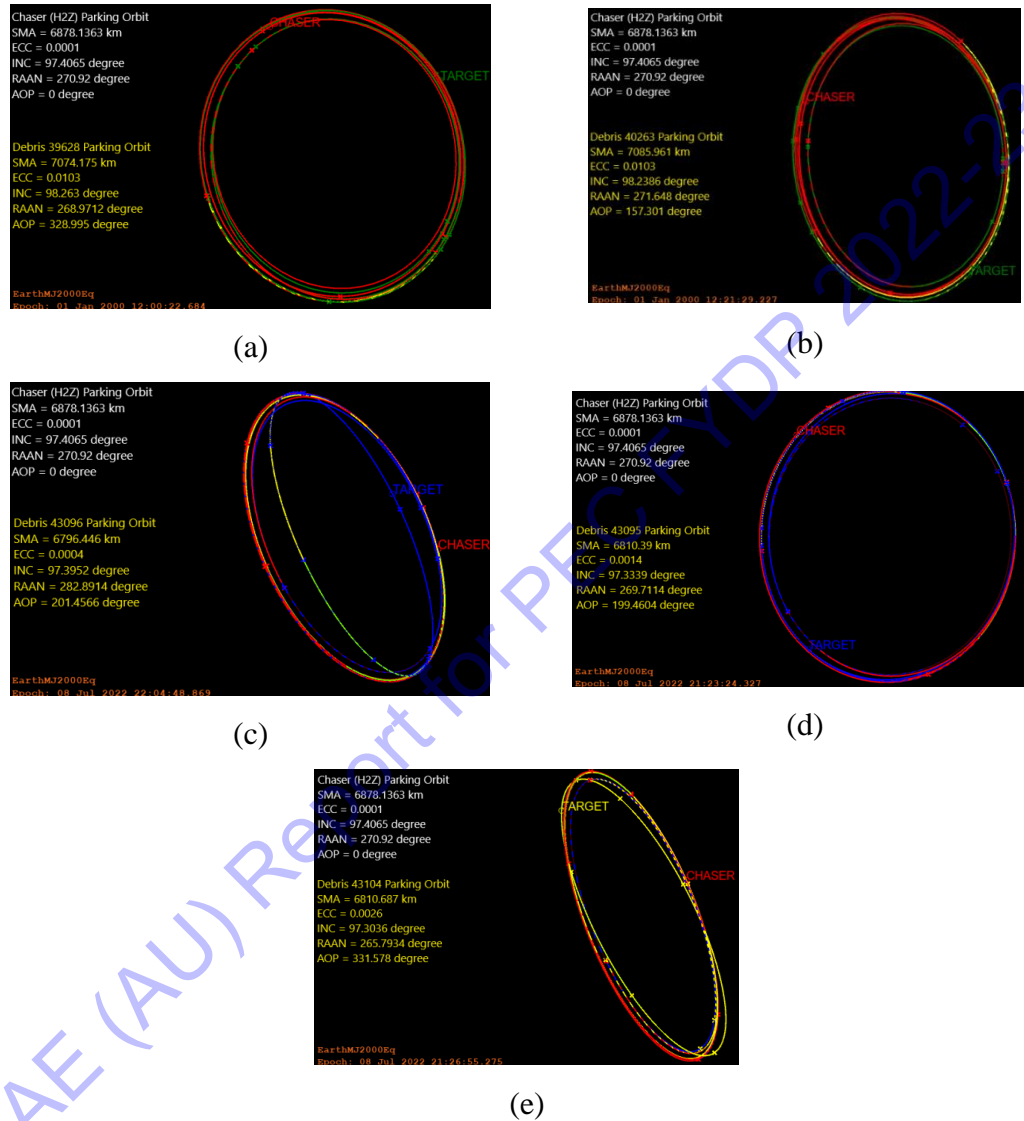 Chaser (H2Z) Parking Orbit
SMA = 6878.1363 km
ECC = 0.0001
INC = 97.4065 degree
RAAN = 270.92 degree
AOP = 0 degree
CHASER
TARGET
Debris 39628 Parking Orbit
SMA = 7074.175 km
ECC = 0.0103
INC = 98.263 degree
RAAN = 268.9712 degree
AOP = 328.995 degree
EarthMJ2000Eq
Epoch: 01 Jan 2000 12:00:22.684
(a)
Chaser (H2Z) Parking Orbit
SMA = 6878.1363 km
ECC = 0.0001
INC = 97.4065 degree
RAAN = 270.92 degree
AOP = 0 degree
CHASER
Debris 40263 Parking Orbit
SMA = 7085.961 km
ECC = 0.0103
INC = 98.2386 degree
RAAN = 271.648 degree
AOP = 157.301 degree
TARGET
EarthMJ2000Eq
Epoch: 01 Jan 2000 12:21:29.227
(b)
Chaser (H2Z) Parking Orbit
SMA = 6878.1363 km
ECC = 0.0001
INC = 97.4065 degree
RAAN = 270.92 degree
AOP = 0 degree
TARGET
CHASER
Debris 43096 Parking Orbit
SMA = 6796.446 km
ECC = 0.0004
INC = 97.3952 degree
RAAN = 282.8914 degree
AOP = 201.4566 degree
EarthMJ2000Eq
Epoch: 08 Jul 2022 22:04:48.869
(c)
Chaser (H2Z) Parking Orbit
SMA = 6878.1363 km
ECC = 0.0001
INC = 97.4065 degree
RAAN = 270.92 degree
AOP = 0 degree
CHASER
Debris 43095 Parking Orbit
SMA = 6810.39 km
ECC = 0.0014
INC = 97.3339 degree
RAAN = 269.7114 degree
AOP = 199.4604 degree
TARGET
EarthMJ2000Eq
Epoch: 08 Jul 2022 21:23:24.327
(d)
Chaser (H2Z) Parking Orbit
SMA = 6878.1363 km
ECC = 0.0001
INC = 97.4065 degree
RAAN = 270.92 degree
AOP = 0 degree
TARGET
CHASER
Debris 43104 Parking Orbit
SMA = 6810.687 km
ECC = 0.0026
INC = 97.3036 degree
RAAN = 265.7934 degree
AOP = 331.578 degree
EarthMJ2000Eq
Epoch: 08 Jul 2022 21:26:55.275
(e)
AE (AU) Report for PEC FYDP 2022-23